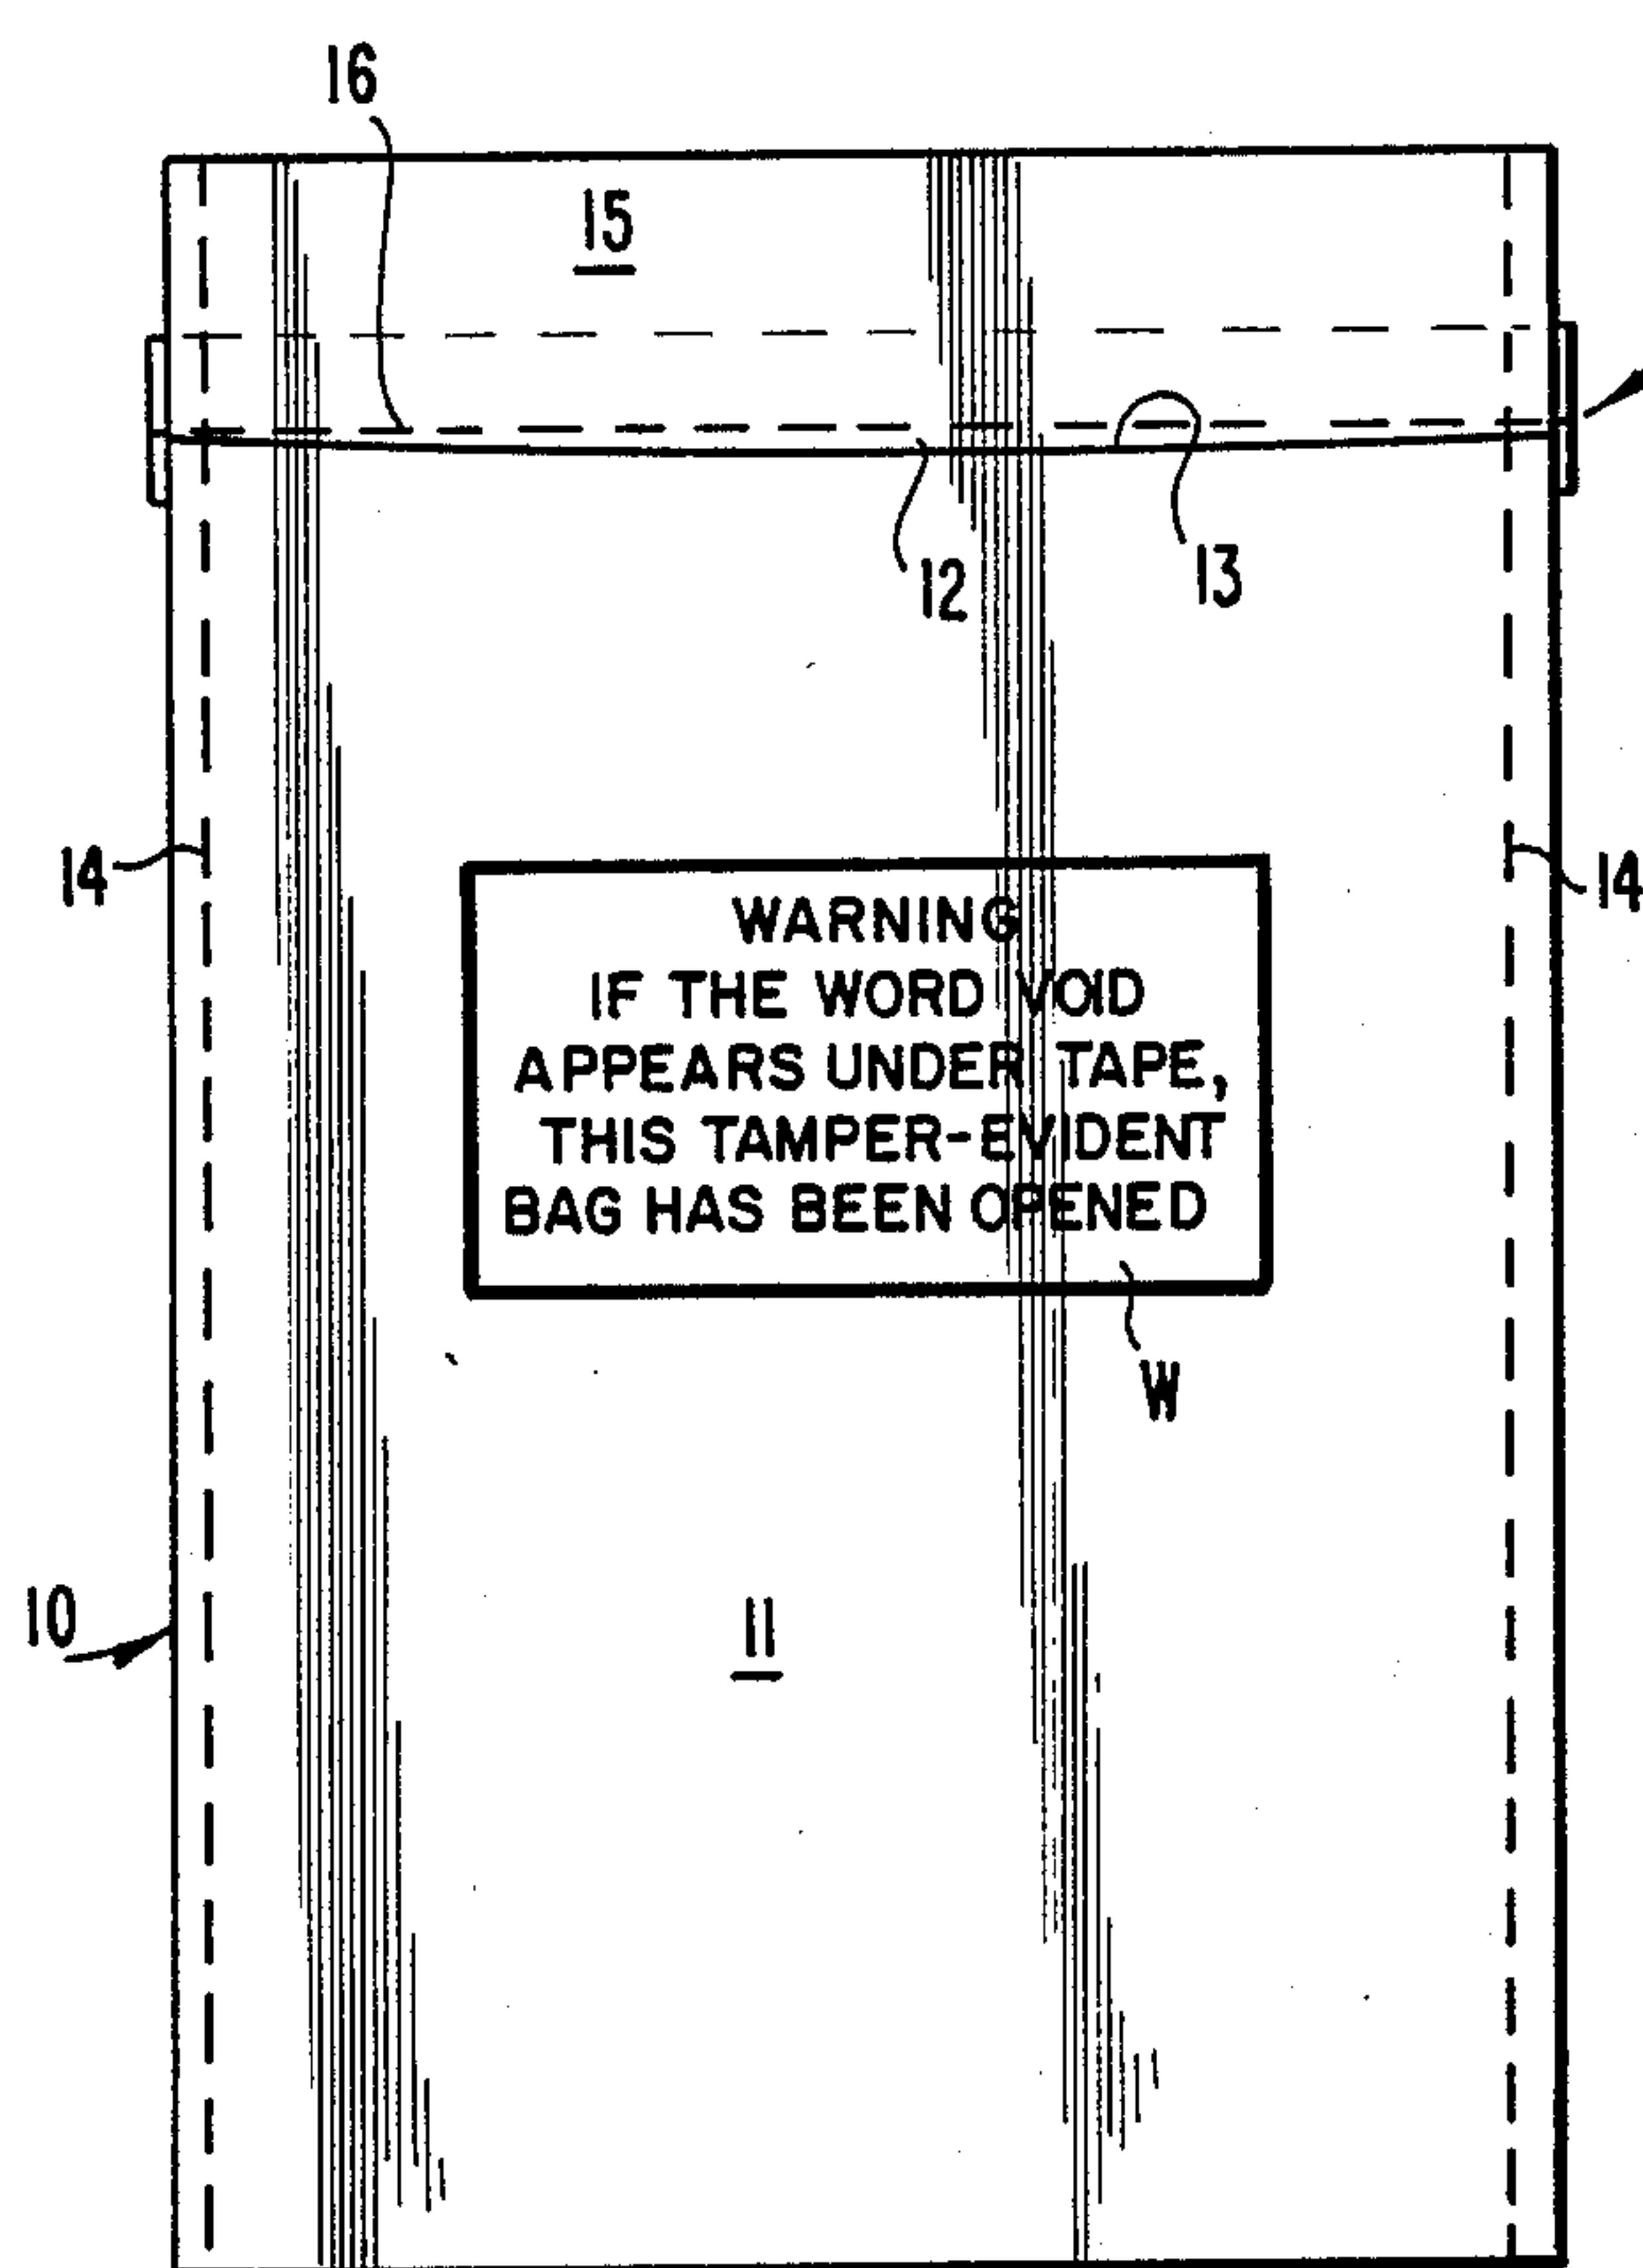 16
15
12
13
14
14
WARNING
IF THE WORD VOID
APPEARS UNDER TAPE,
THIS TAMPER-EVIDENT
BAG HAS BEEN OPENED
W
10
11